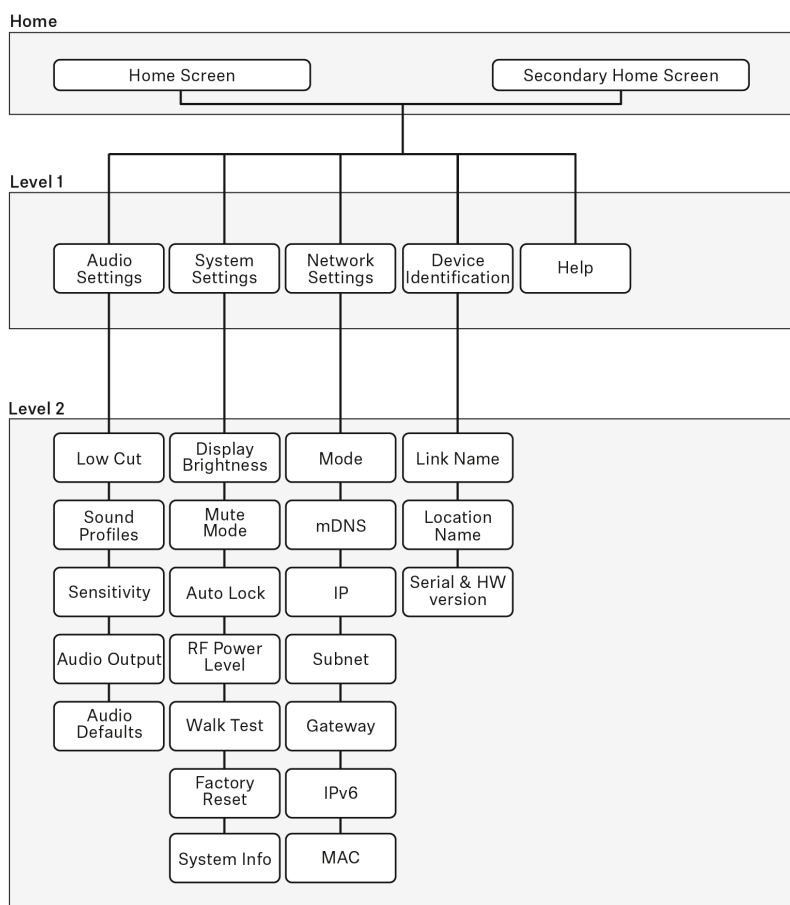 Home
Home Screen
Secondary Home Screen
Level 1
Audio
Settings
System
Settings
Network
Settings
Device
Identification
Help
Level 2
Low Cut
Display
Brightness
Mode
Link Name
Sound
Profiles
Mute
Mode
mDNS
Location
Name
Sensitivity
Auto Lock
IP
Serial & HW
version
Audio Output
RF Power
Level
Subnet
Audio
Defaults
Walk Test
Gateway
Factory
Reset
IPv6
System Info
MAC